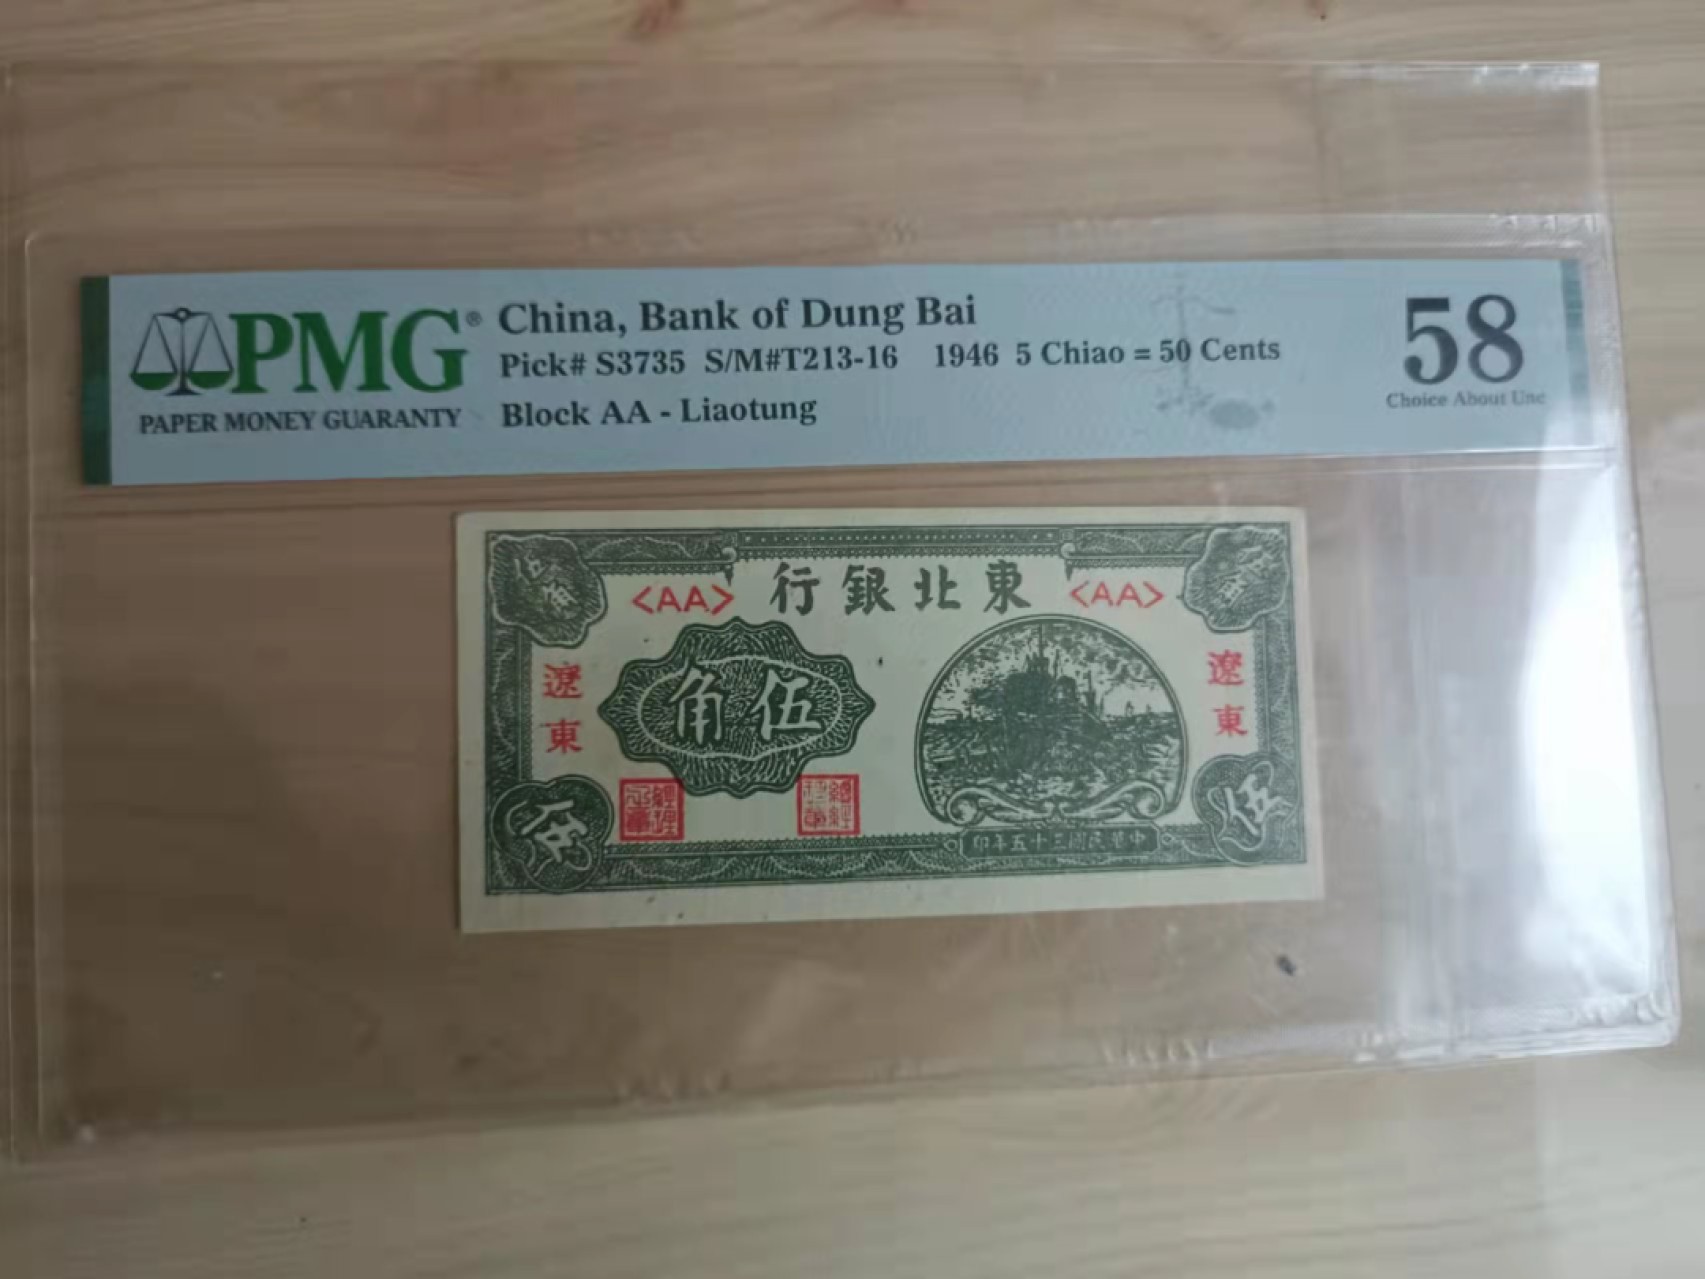 PMG®
PAPER MONEY GUARANTY
China, Bank of Dung Bai
Pick# S3735 S/M#T213-16 1946 5 Chiao = 50 Cents
Block AA - Liaotung
58
Choice About Unc
行銀北東
<AA> <AA>
遼東
角伍
遼東
伍
伍
印年五十三國民華中